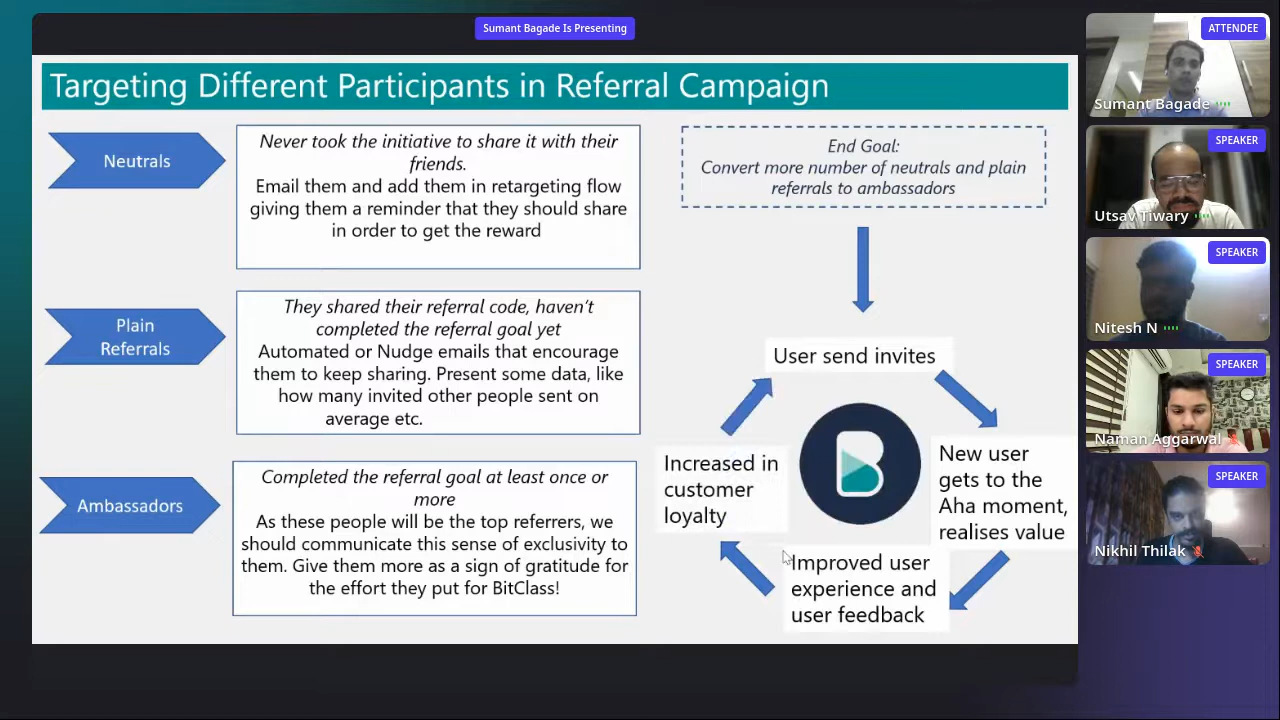 Sumant Bagade Is Presenting
Targeting Different Participants in Referral Campaign
Neutrals
Never took the initiative to share it with their
friends.
Email them and add them in retargeting flow
giving them a reminder that they should share
in order to get the reward
Plain
Referrals
They shared their referral code, haven’t
completed the referral goal yet
Automated or Nudge emails that encourage
them to keep sharing. Present some data, like
how many invited other people sent on
average etc.
Ambassadors
Completed the referral goal at least once or
more
As these people will be the top referrers, we
should communicate this sense of exclusivity to
them. Give them more as a sign of gratitude for
the effort they put for BitClass!
End Goal:
Convert more number of neutrals and plain
referrals to ambassadors
User send invites
New user
gets to the
Aha moment,
realises value
Improved user
experience and
user feedback
Increased in
customer
loyalty
B
ATTENDEE
Sumant Bagade
SPEAKER
Utsav Tiwary
SPEAKER
Nitesh N
SPEAKER
Naman Aggarwal
SPEAKER
Nikhil Thilak